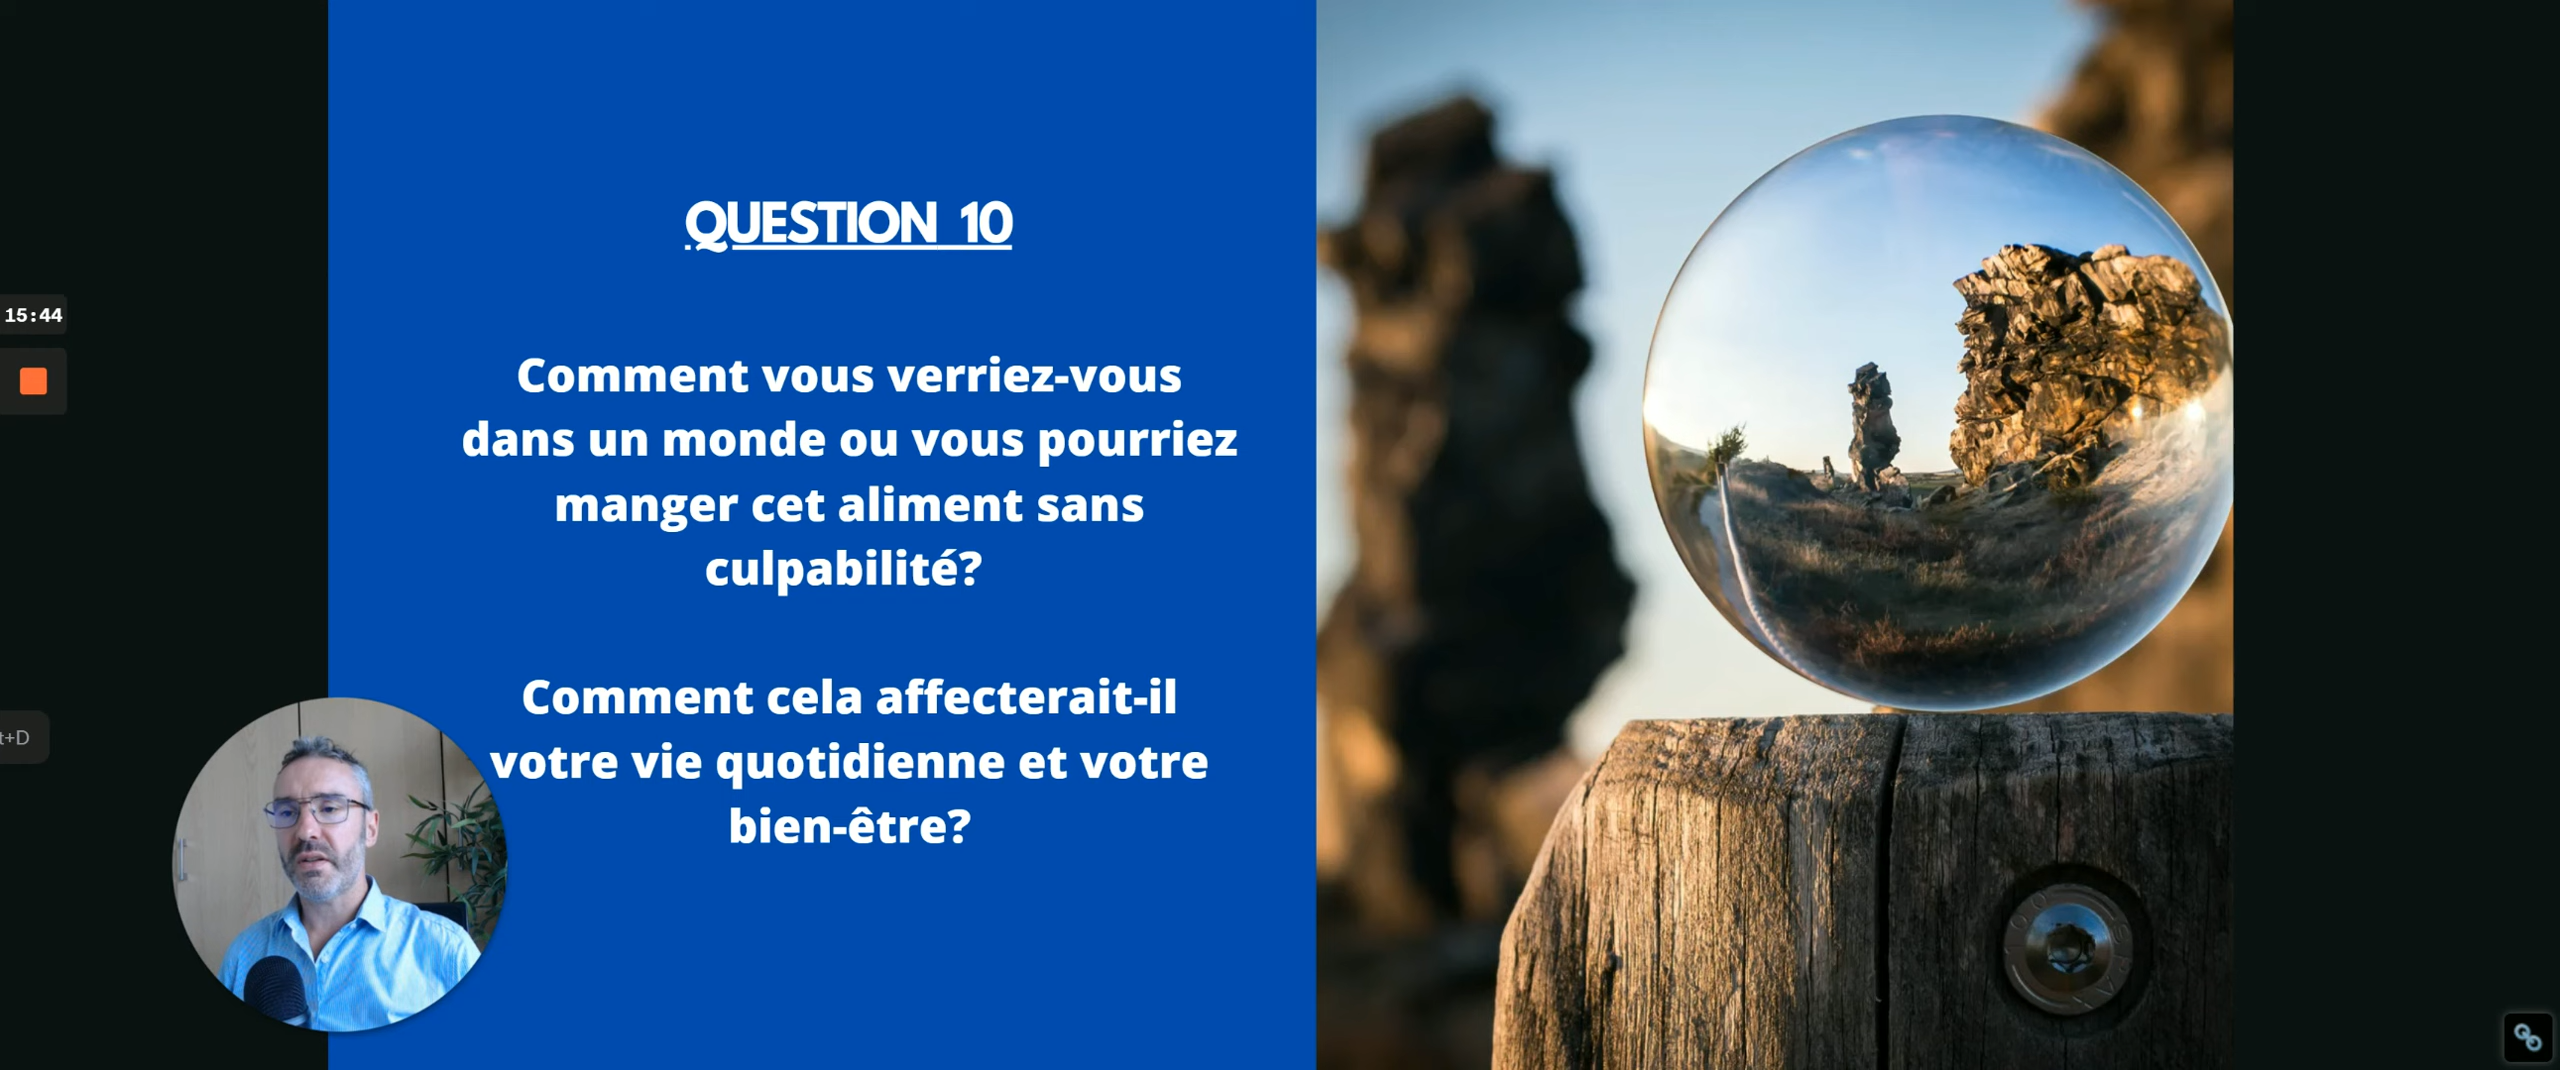 QUESTION 10
Comment vous verriez-vous
dans un monde ou vous pourriez
manger cet aliment sans
culpabilité?
Comment cela affecterait-il
votre vie quotidienne et votre
bien-être?
15:44
t+D